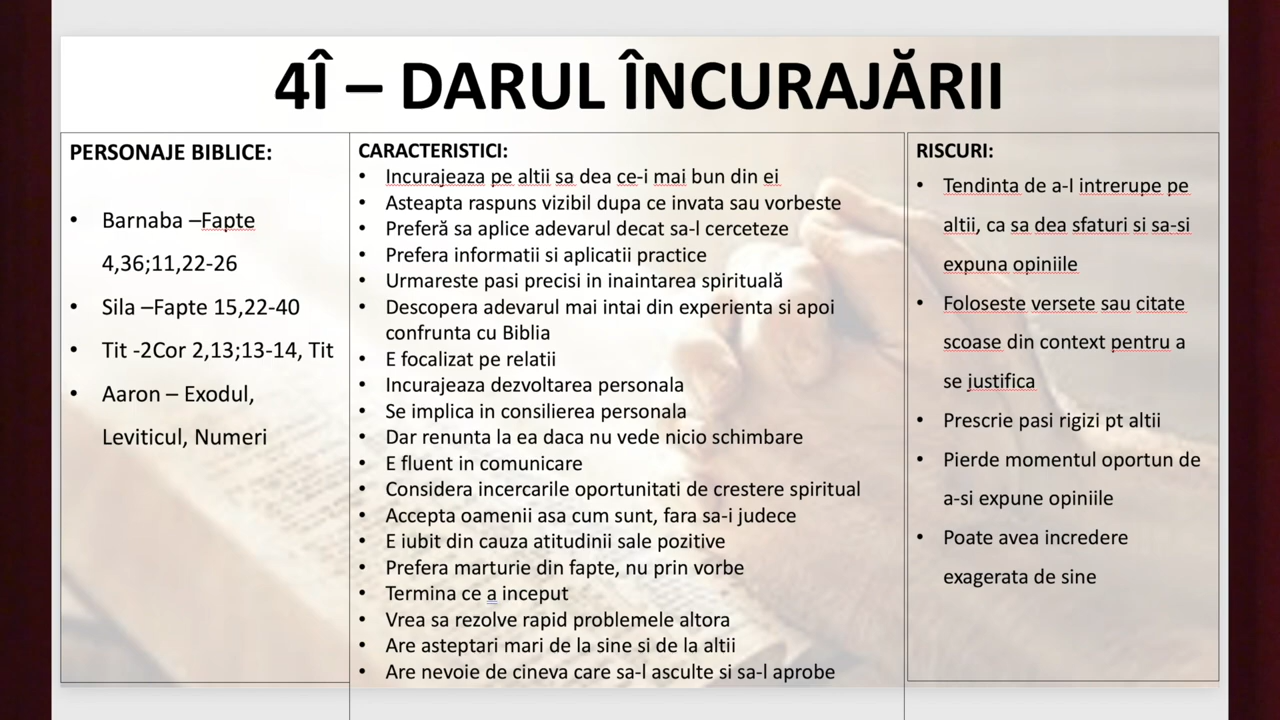 4Î – DARUL ÎNCURAJĂRII
PERSONAJE BIBLICE:
• Barnaba –Fapte
4,36;11,22-26
• Sila –Fapte 15,22-40
• Tit -2Cor 2,13;13-14, Tit
• Aaron – Exodul,
Leviticul, Numeri
CARACTERISTICI:
• Incurajeaza pe altii sa dea ce-i mai bun din ei
• Asteapta raspuns vizibil dupa ce invata sau vorbeste
• Preferă sa aplice adevarul decat sa-l cerceteze
• Prefera informatii si aplicatii practice
• Urmareste pasi precisi in inaintarea spirituală
• Descopera adevarul mai intai din experienta si apoi
confrunta cu Biblia
• E focalizat pe relatii
• Incurajeaza dezvoltarea personala
• Se implica in consilierea personala
• Dar renunta la ea daca nu vede nicio schimbare
• E fluent in comunicare
• Considera incercarile oportunitati de crestere spiritual
• Accepta oamenii asa cum sunt, fara sa-i judece
• E iubit din cauza atitudinii sale pozitive
• Prefera marturie din fapte, nu prin vorbe
• Termina ce a inceput
• Vrea sa rezolve rapid problemele altora
• Are asteptari mari de la sine si de la altii
• Are nevoie de cineva care sa-l asculte si sa-l aprobe
RISCURI:
• Tendinta de a-l intrerupe pe
altii, ca sa dea sfaturi si sa-si
expuna opiniile
• Foloseste versete sau citate
scoase din context pentru a
se justifica
• Prescrie pasi rigizi pt altii
• Pierde momentul oportun de
a-si expune opiniile
• Poate avea incredere
exagerata de sine